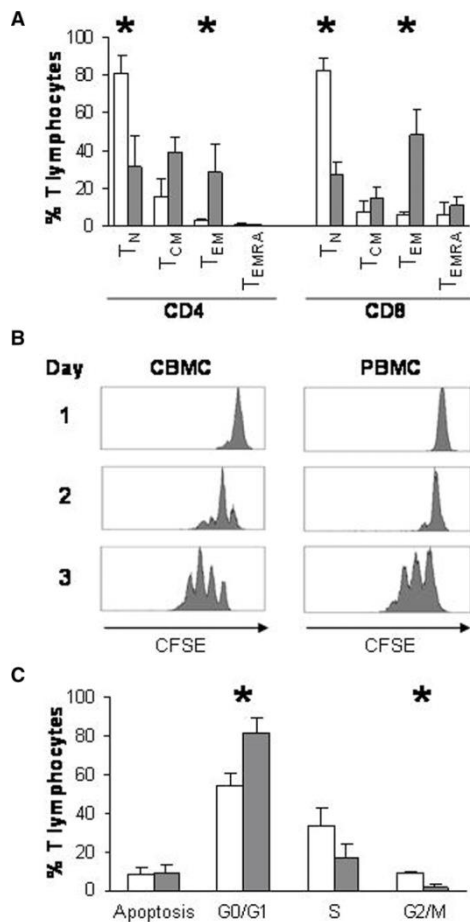 A
% T lymphocytes
100
80
60
40
20
0
* * * *
TN TCM TEM TEMRA TN TCM TEM TEMRA
CD4 CD8
B
Day CBMC PBMC
1
2
3
CFSE CFSE
C
% T lymphocytes
100
80
60
40
20
0
* *
Apoptosis G0/G1 S G2/M